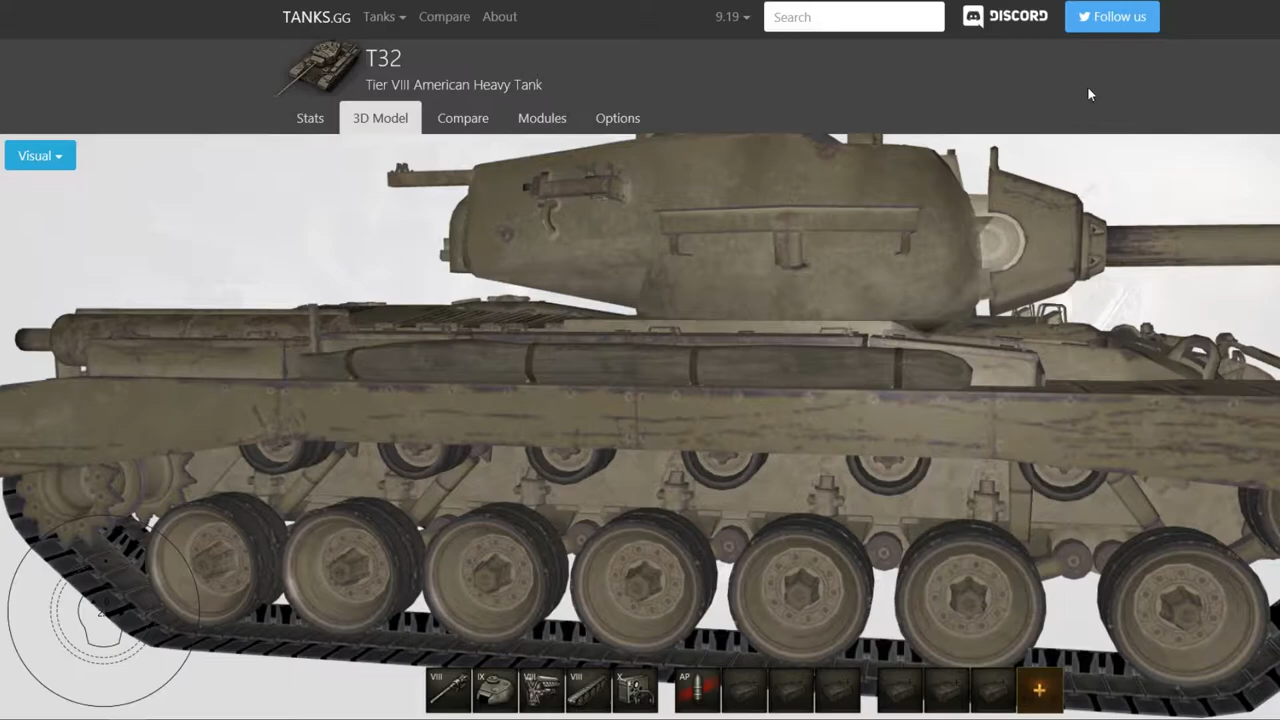 TANKS.GG Tanks Compare About 9.19 Search DISCORD Follow us
T32
Tier VIII American Heavy Tank
Stats 3D Model Compare Modules Options
Visual
VIII IX VIII VIII X AP